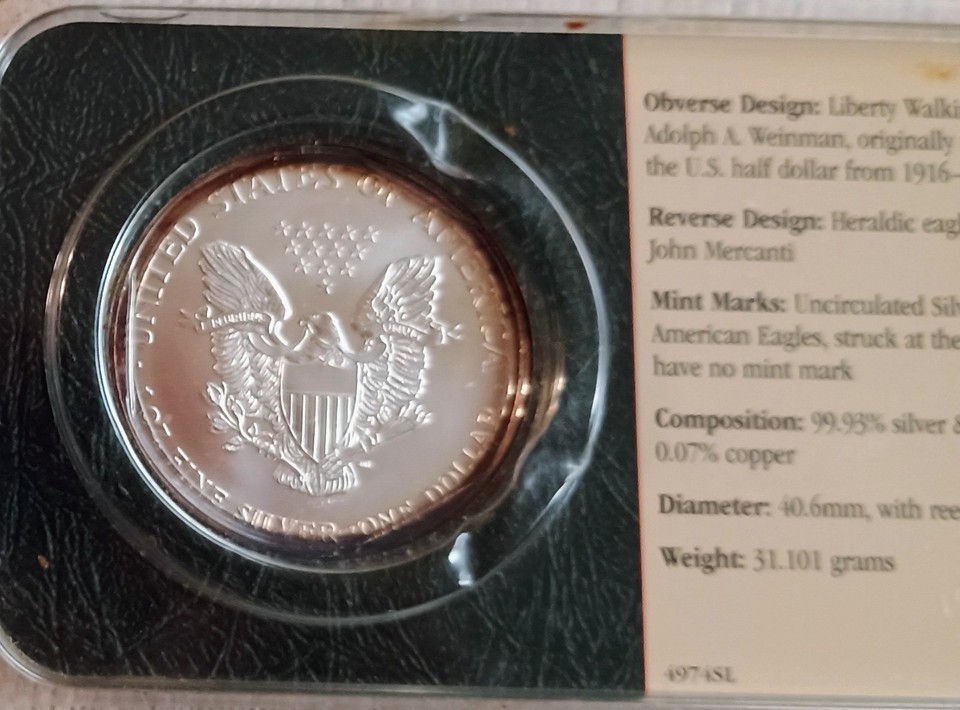 UNITED STATES OF AMERICA
1 OZ. FINE SILVER-ONE DOLLAR
Obverse Design: Liberty Walki
Adolph A. Weinman, originally
the U.S. half dollar from 1916–
Reverse Design: Heraldic eagl
John Mercanti
Mint Marks: Uncirculated Silv
American Eagles, struck at the
have no mint mark
Composition: 99.93% silver &
0.07% copper
Diameter: 40.6mm, with ree
Weight: 31.101 grams
4974SL